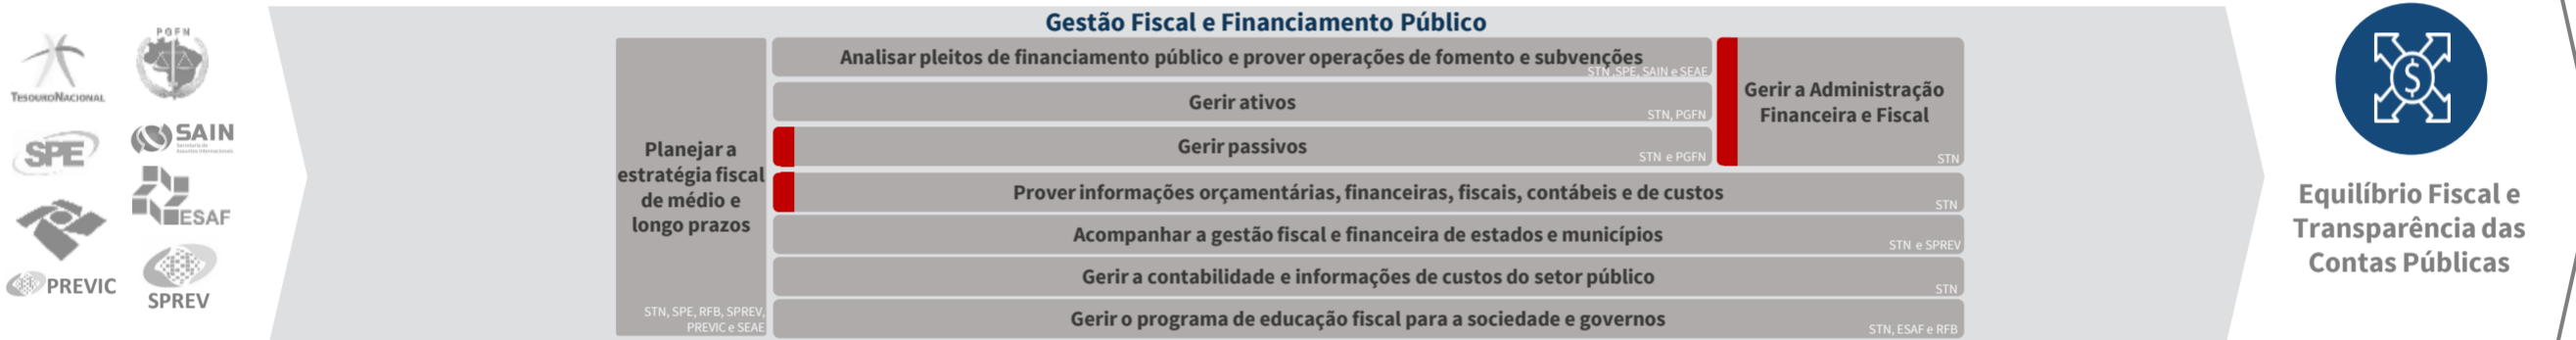 Gestão Fiscal e Financiamento Público
PGFN
TESOURONACIONAL
SPE
SAIN
Secretaria de
Assuntos Internacionais
ESAF
PREVIC
SPREV
Planejar a
estratégia fiscal
de médio e
longo prazos
STN, SPE, RFB, SPREV,
PREVIC e SEAE
Analisar pleitos de financiamento público e prover operações de fomento e subvenções
STN ,SPE, SAIN e SEAE
Gerir ativos
STN, PGFN
Gerir passivos
STN e PGFN
Gerir a Administração
Financeira e Fiscal
STN
Prover informações orçamentárias, financeiras, fiscais, contábeis e de custos
STN
Acompanhar a gestão fiscal e financeira de estados e municípios
STN e SPREV
Gerir a contabilidade e informações de custos do setor público
STN
Gerir o programa de educação fiscal para a sociedade e governos
STN, ESAF e RFB
$
Equilíbrio Fiscal e
Transparência das
Contas Públicas